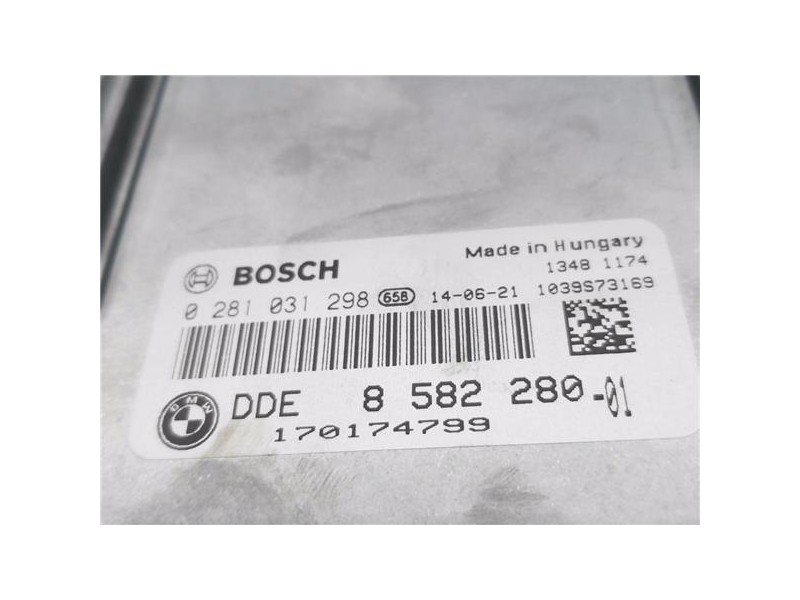 BOSCH
Made in Hungary
1348 1174
0 281 031 298 658 14-06-21 1039S73169
BMW DDE 8 582 280-01
170174799